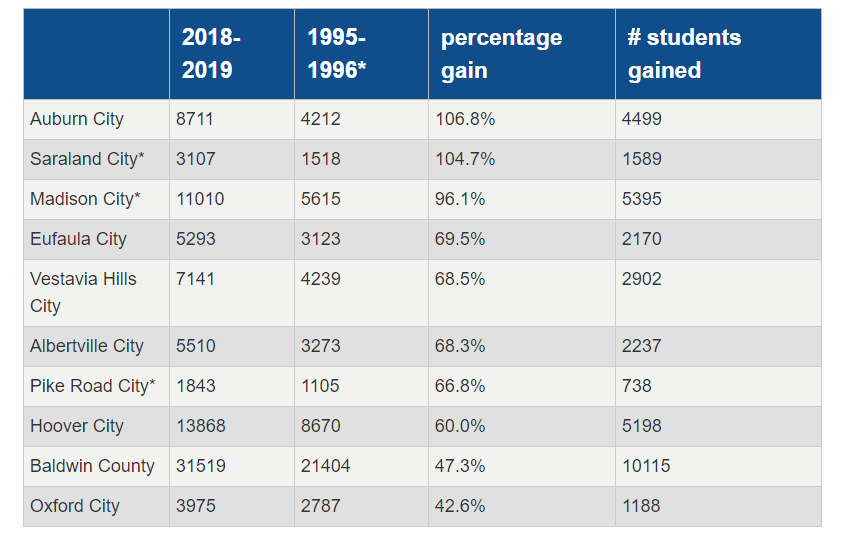 2018-
2019
1995-
1996*
percentage
gain
# students
gained
Auburn City 8711 4212 106.8% 4499
Saraland City* 3107 1518 104.7% 1589
Madison City* 11010 5615 96.1% 5395
Eufaula City 5293 3123 69.5% 2170
Vestavia Hills
City
7141 4239 68.5% 2902
Albertville City 5510 3273 68.3% 2237
Pike Road City* 1843 1105 66.8% 738
Hoover City 13868 8670 60.0% 5198
Baldwin County 31519 21404 47.3% 10115
Oxford City 3975 2787 42.6% 1188